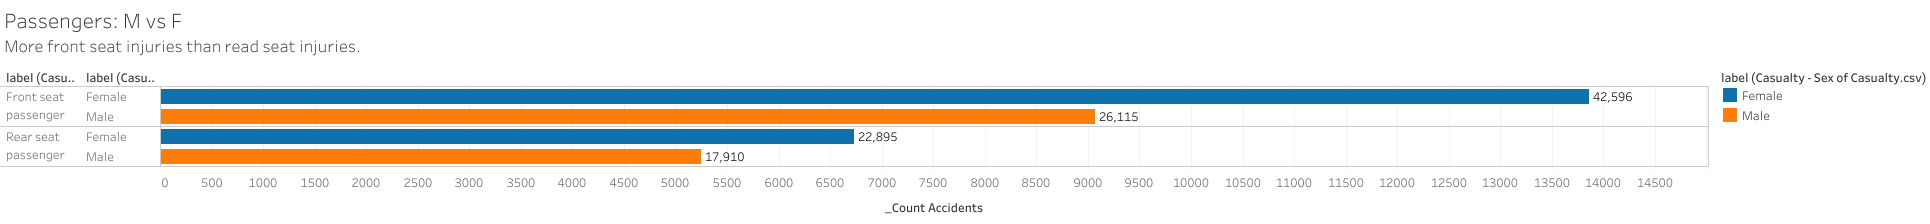 Passengers: M vs F
More front seat injuries than read seat injuries.
label (Casu.. label (Casu..
Front seat
passenger
Female
42,596
Male
26,115
Rear seat
passenger
Female
22,895
Male
17,910
0 500 1000 1500 2000 2500 3000 3500 4000 4500 5000 5500 6000 6500 7000 7500 8000 8500 9000 9500 10000 10500 11000 11500 12000 12500 13000 13500 14000 14500
_Count Accidents
label (Casualty - Sex of Casualty.csv)
Female
Male